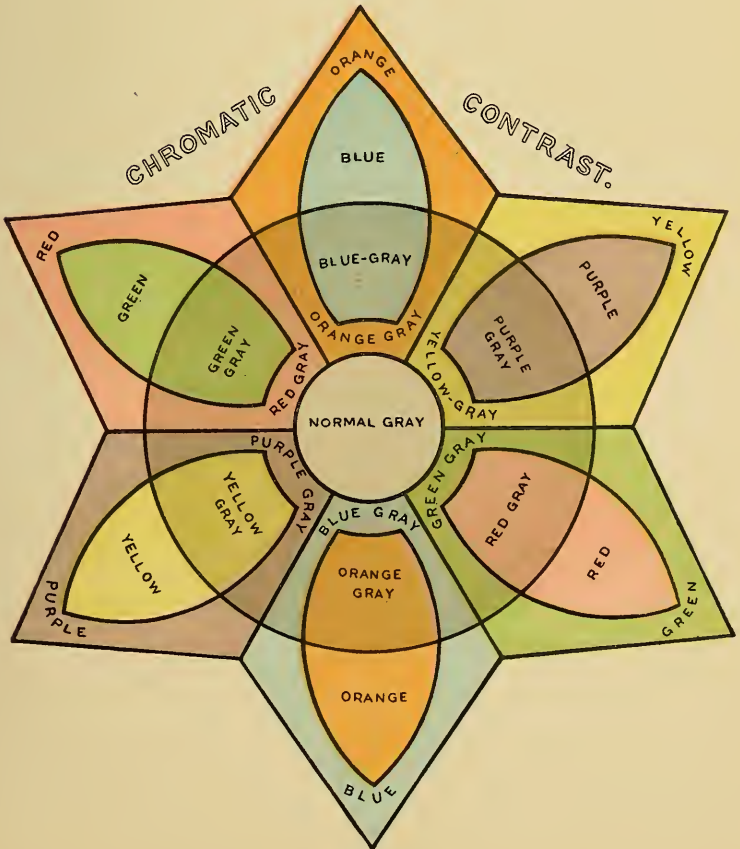 CHROMATIC CONTRAST.
ORANGE
BLUE
BLUE-GRAY
ORANGE GRAY
YELLOW
PURPLE
PURPLE
GRAY
YELLOW-GRAY
RED
GREEN
GREEN
GRAY
RED GRAY
NORMAL GRAY
PURPLE GRAY
YELLOW
GRAY
YELLOW
PURPLE
GREEN GRAY
RED GRAY
RED
GREEN
BLUE GRAY
ORANGE
GRAY
ORANGE
BLUE